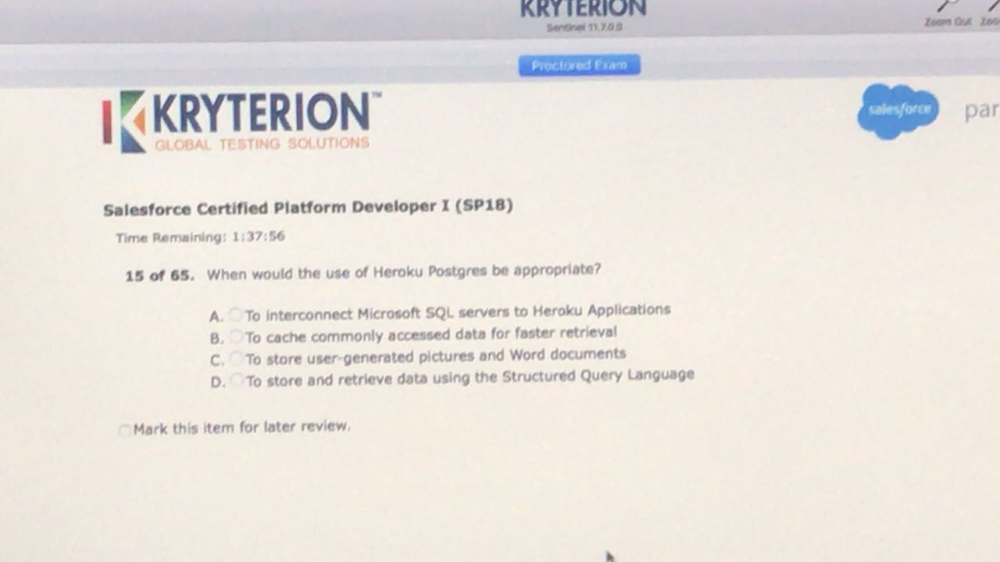 KRYTERION
Sentinel 11.7.0.0
Zoom Out Zoo
Proctored Exam
KRYTERION™
GLOBAL TESTING SOLUTIONS
salesforce par
Salesforce Certified Platform Developer I (SP18)
Time Remaining: 1:37:56
15 of 65. When would the use of Heroku Postgres be appropriate?
A. To interconnect Microsoft SQL servers to Heroku Applications
B. To cache commonly accessed data for faster retrieval
C. To store user-generated pictures and Word documents
D. To store and retrieve data using the Structured Query Language
Mark this item for later review.